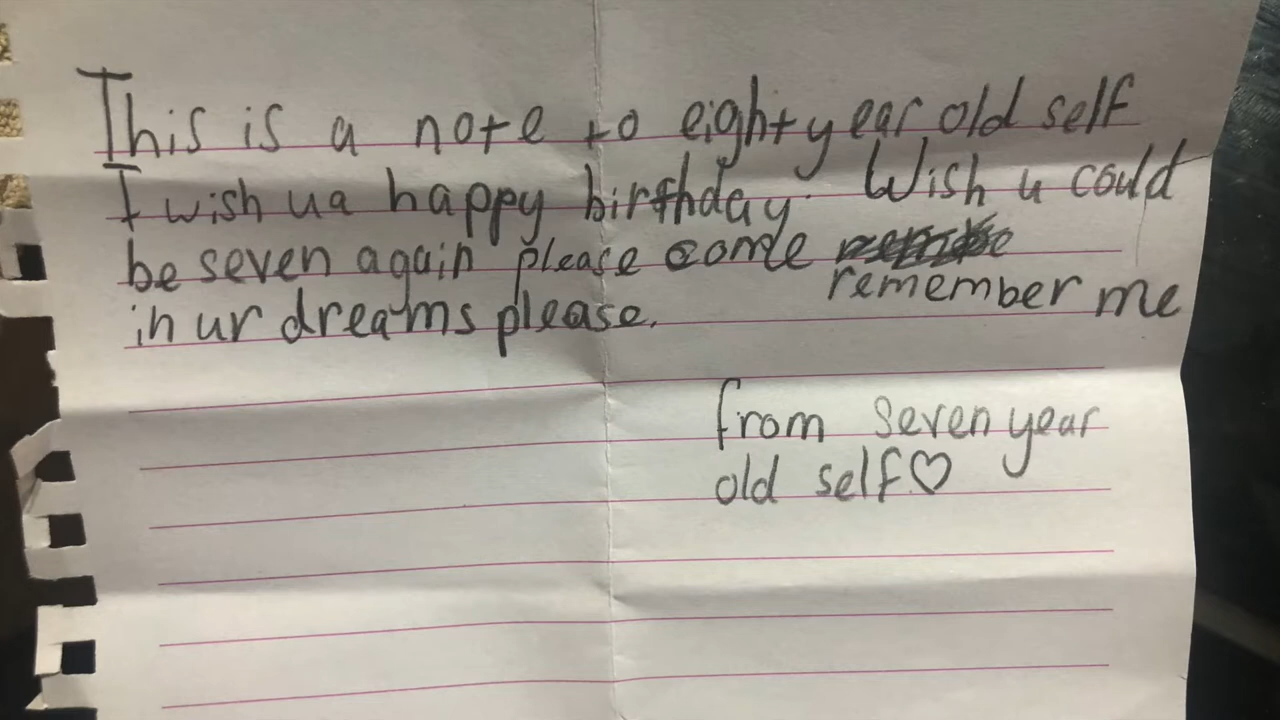 This is a note to eight year old self
I wish u a happy birthday. Wish u could
be seven again please come
remember me
in ur dreams please.
from seven year
old self♡